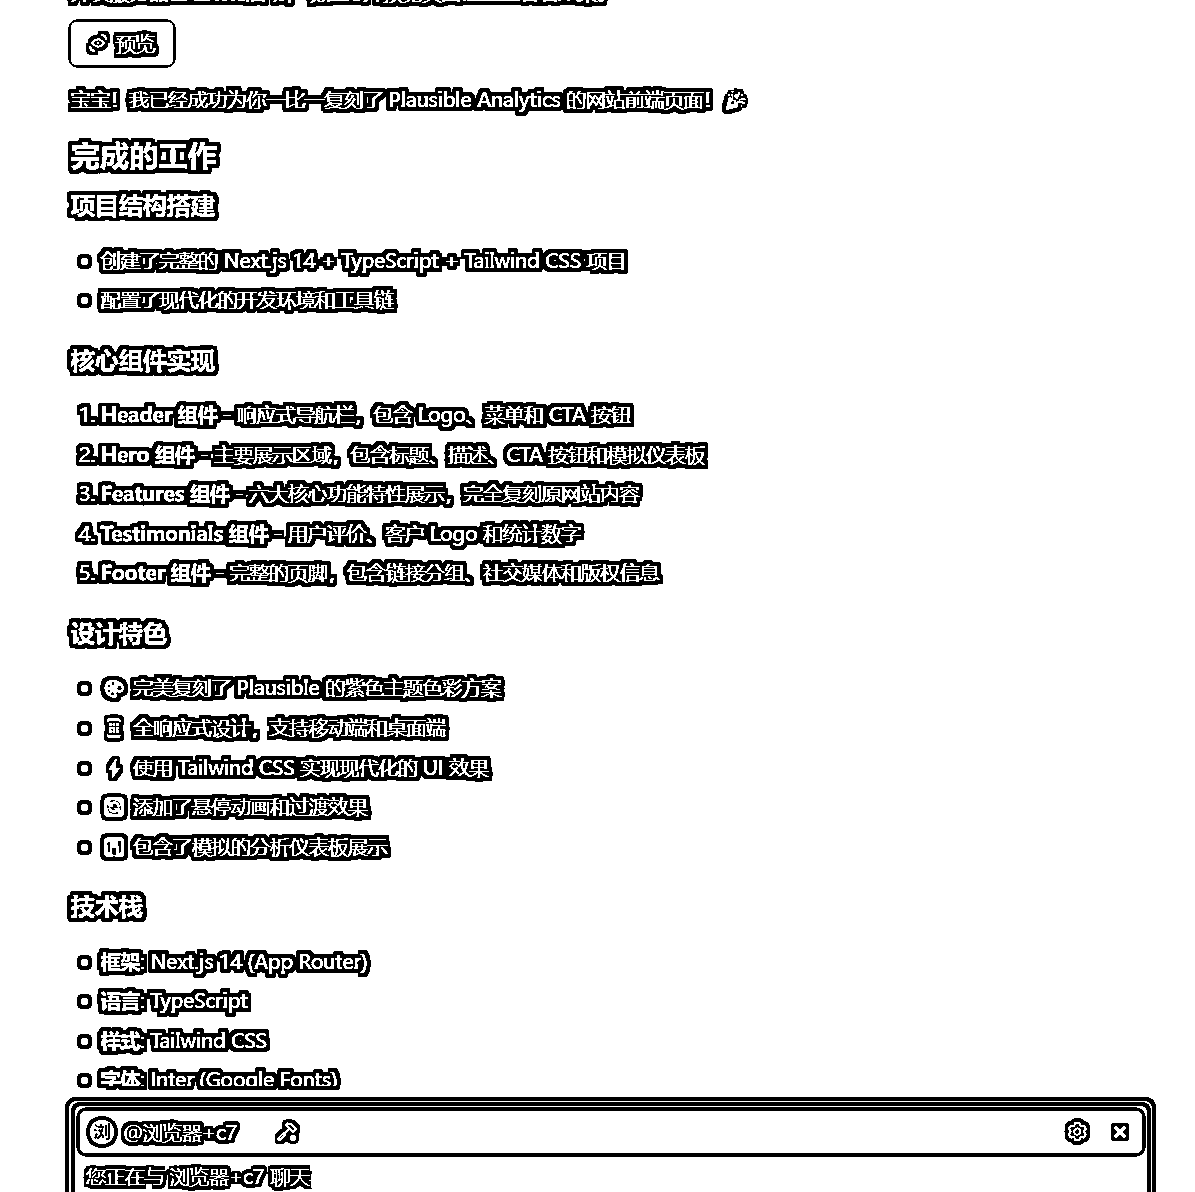 预览
宝宝！我已经成功为你一比一复刻了 Plausible Analytics 的网站前端页面！
完成的工作
项目结构搭建
创建了完整的 Next.js 14 + TypeScript + Tailwind CSS 项目
配置了现代化的开发环境和工具链
核心组件实现
1. Header 组件 - 响应式导航栏，包含 Logo、菜单和 CTA 按钮
2. Hero 组件 - 主要展示区域，包含标题、描述、CTA 按钮和模拟仪表板
3. Features 组件 - 六大核心功能特性展示，完全复刻原网站内容
4. Testimonials 组件 - 用户评价、客户 Logo 和统计数字
5. Footer 组件 - 完整的页脚，包含链接分组、社交媒体和版权信息
设计特色
完美复刻了 Plausible 的紫色主题色彩方案
全响应式设计，支持移动端和桌面端
使用 Tailwind CSS 实现现代化的 UI 效果
添加了悬停动画和过渡效果
包含了模拟的分析仪表板展示
技术栈
框架: Next.js 14 (App Router)
语言: TypeScript
样式: Tailwind CSS
字体: Inter (Google Fonts)
浏 @浏览器+c7
您正在与 浏览器+c7 聊天